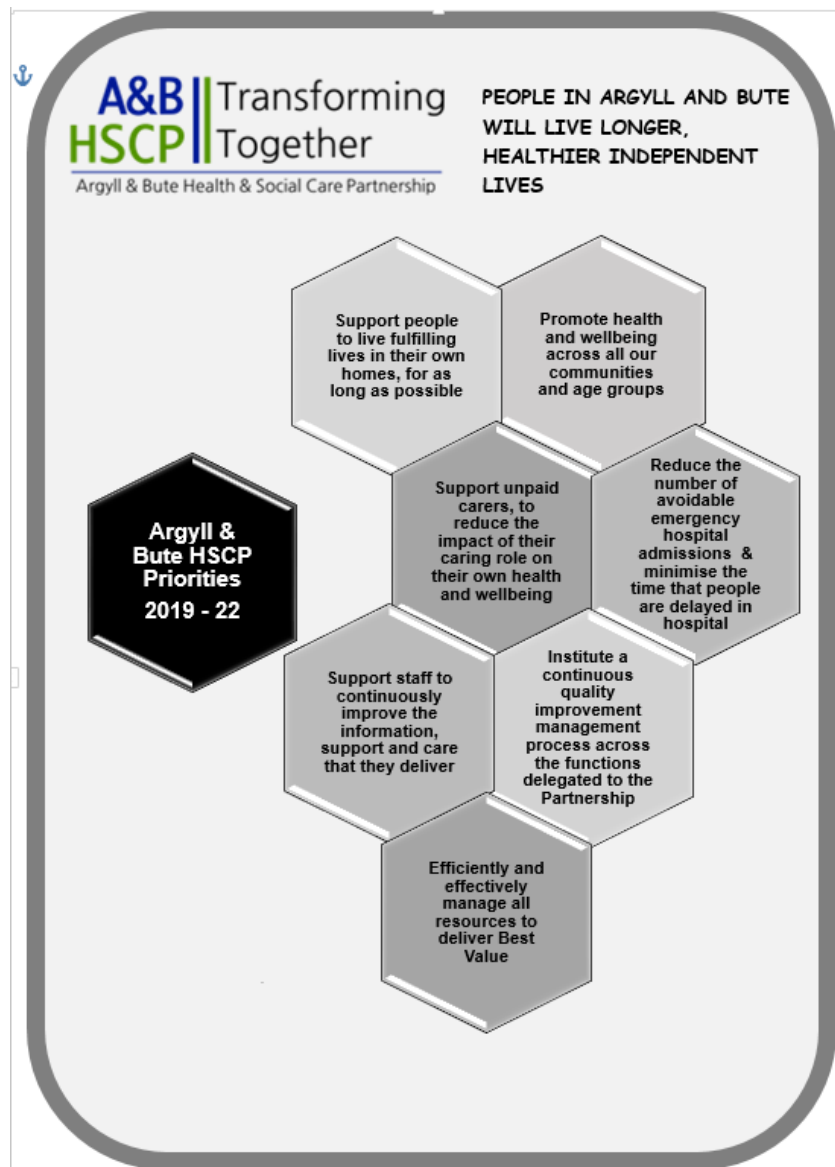 A&B
HSCP
Transforming
Together
Argyll & Bute Health & Social Care Partnership
PEOPLE IN ARGYLL AND BUTE
WILL LIVE LONGER,
HEALTHIER INDEPENDENT
LIVES
Support people
to live fulfilling
lives in their own
homes, for as
long as possible
Promote health
and wellbeing
across all our
communities
and age groups
Support unpaid
carers, to
reduce the
impact of their
caring role on
their own health
and wellbeing
Reduce the
number of
avoidable
emergency
hospital
admissions &
minimise the
time that people
are delayed in
hospital
Argyll &
Bute HSCP
Priorities
2019 - 22
Support staff to
continuously
improve the
information,
support and care
that they deliver
Institute a
continuous
quality
improvement
management
process across
the functions
delegated to the
Partnership
Efficiently and
effectively
manage all
resources to
deliver Best
Value